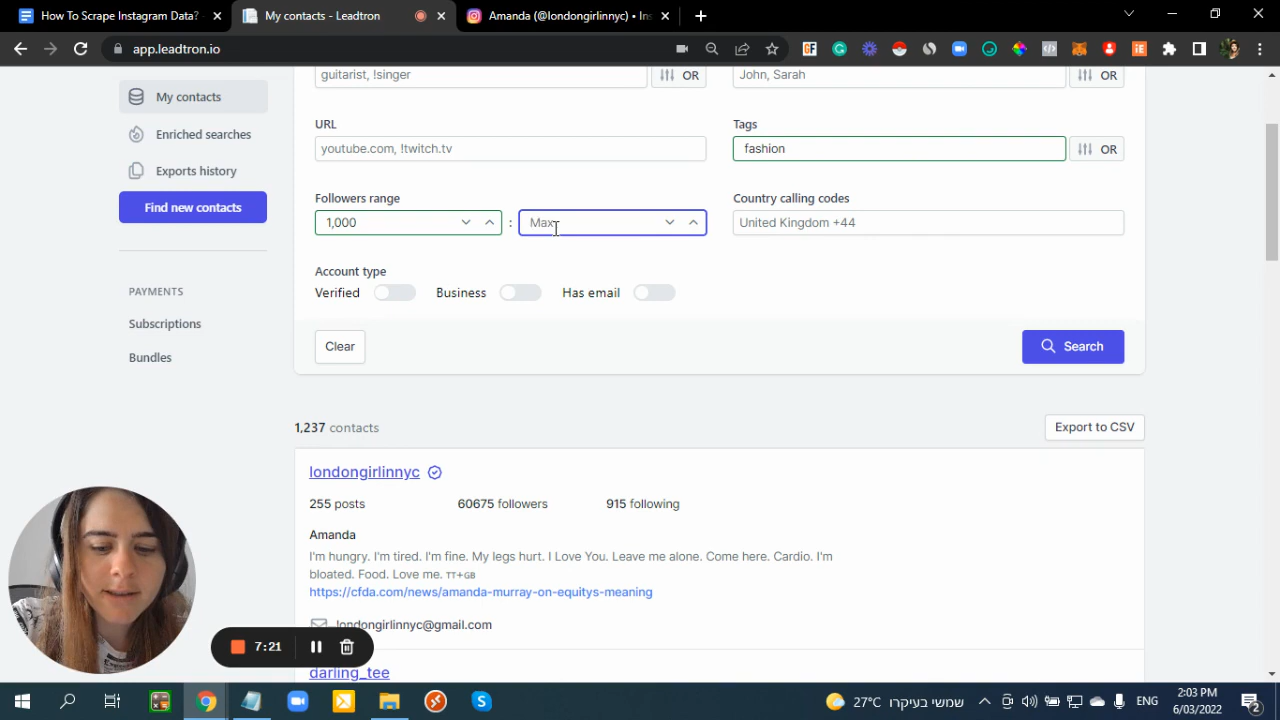 How To Scrape Instagram Data? -
My contacts - Leadtron
Amanda (@londongirlinnyc) • Ins
app.leadtron.io
My contacts
Enriched searches
Exports history
Find new contacts
PAYMENTS
Subscriptions
Bundles
guitarist, !singer
OR
John, Sarah
OR
URL
Tags
youtube.com, !twitch.tv
fashion
OR
Followers range
Country calling codes
1,000
:
Max
United Kingdom +44
Account type
Verified
Business
Has email
Clear
Search
1,237 contacts
Export to CSV
londongirlinnyc
255 posts
60675 followers
915 following
Amanda
I'm hungry. I'm tired. I'm fine. My legs hurt. I Love You. Leave me alone. Come here. Cardio. I'm
bloated. Food. Love me. TT+GB
https://cfda.com/news/amanda-murray-on-equitys-meaning
londongirlinnyc@gmail.com
darling_tee
7:21
27°C שמשי בעיקרו
ENG
2:03 PM
6/03/2022
2